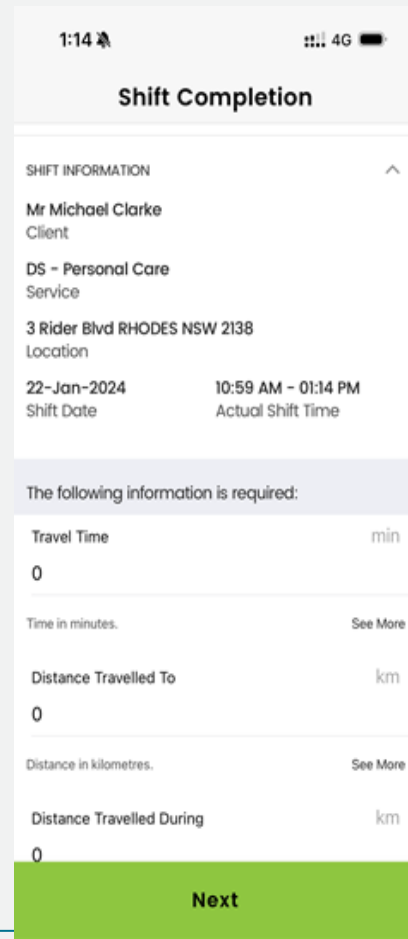 1:14
4G
Shift Completion
SHIFT INFORMATION
Mr Michael Clarke
Client
DS - Personal Care
Service
3 Rider Blvd RHODES NSW 2138
Location
22-Jan-2024 10:59 AM - 01:14 PM
Shift Date Actual Shift Time
The following information is required:
Travel Time min
0
Time in minutes. See More
Distance Travelled To km
0
Distance in kilometres. See More
Distance Travelled During km
0
Next